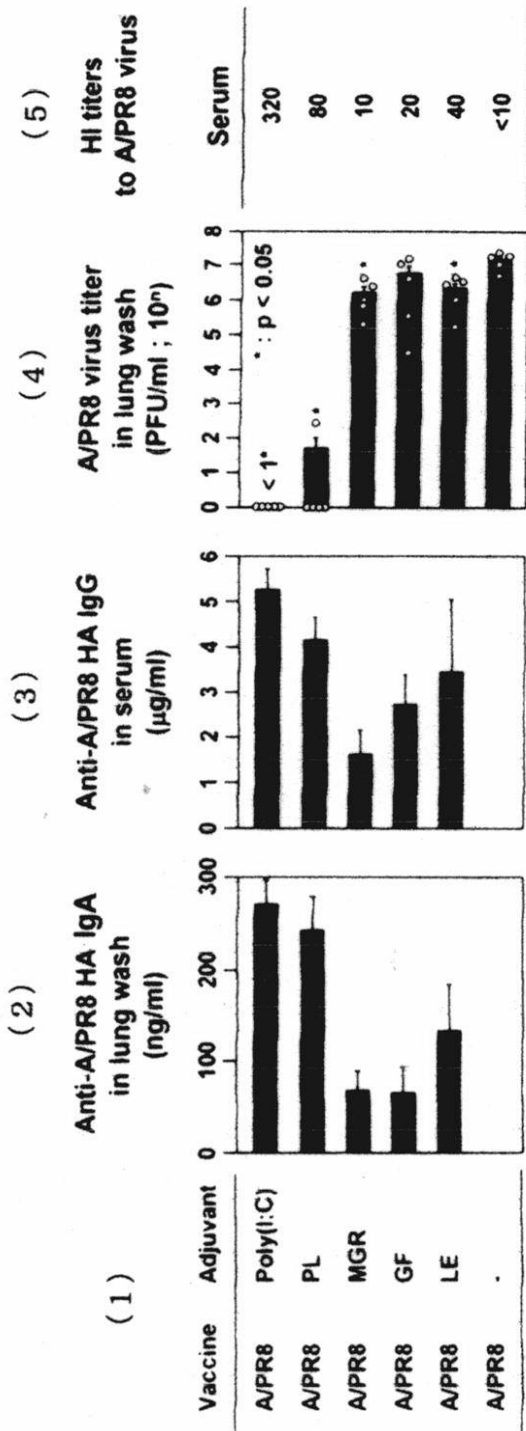 (1)
Vaccine Adjuvant
A/PR8 Poly(I:C)
A/PR8 PL
A/PR8 MGR
A/PR8 GF
A/PR8 LE
A/PR8 -
(2)
Anti-A/PR8 HA IgA
in lung wash
(ng/ml)
0 100 200 300
(3)
Anti-A/PR8 HA IgG
in serum
(μg/ml)
0 1 2 3 4 5 6
(4)
A/PR8 virus titer
in lung wash
(PFU/ml ; 10ⁿ)
0 1 2 3 4 5 6 7 8
< 1*
* : p < 0.05
*
*
*
(5)
HI titers
to A/PR8 virus
Serum
320
80
10
20
40
<10